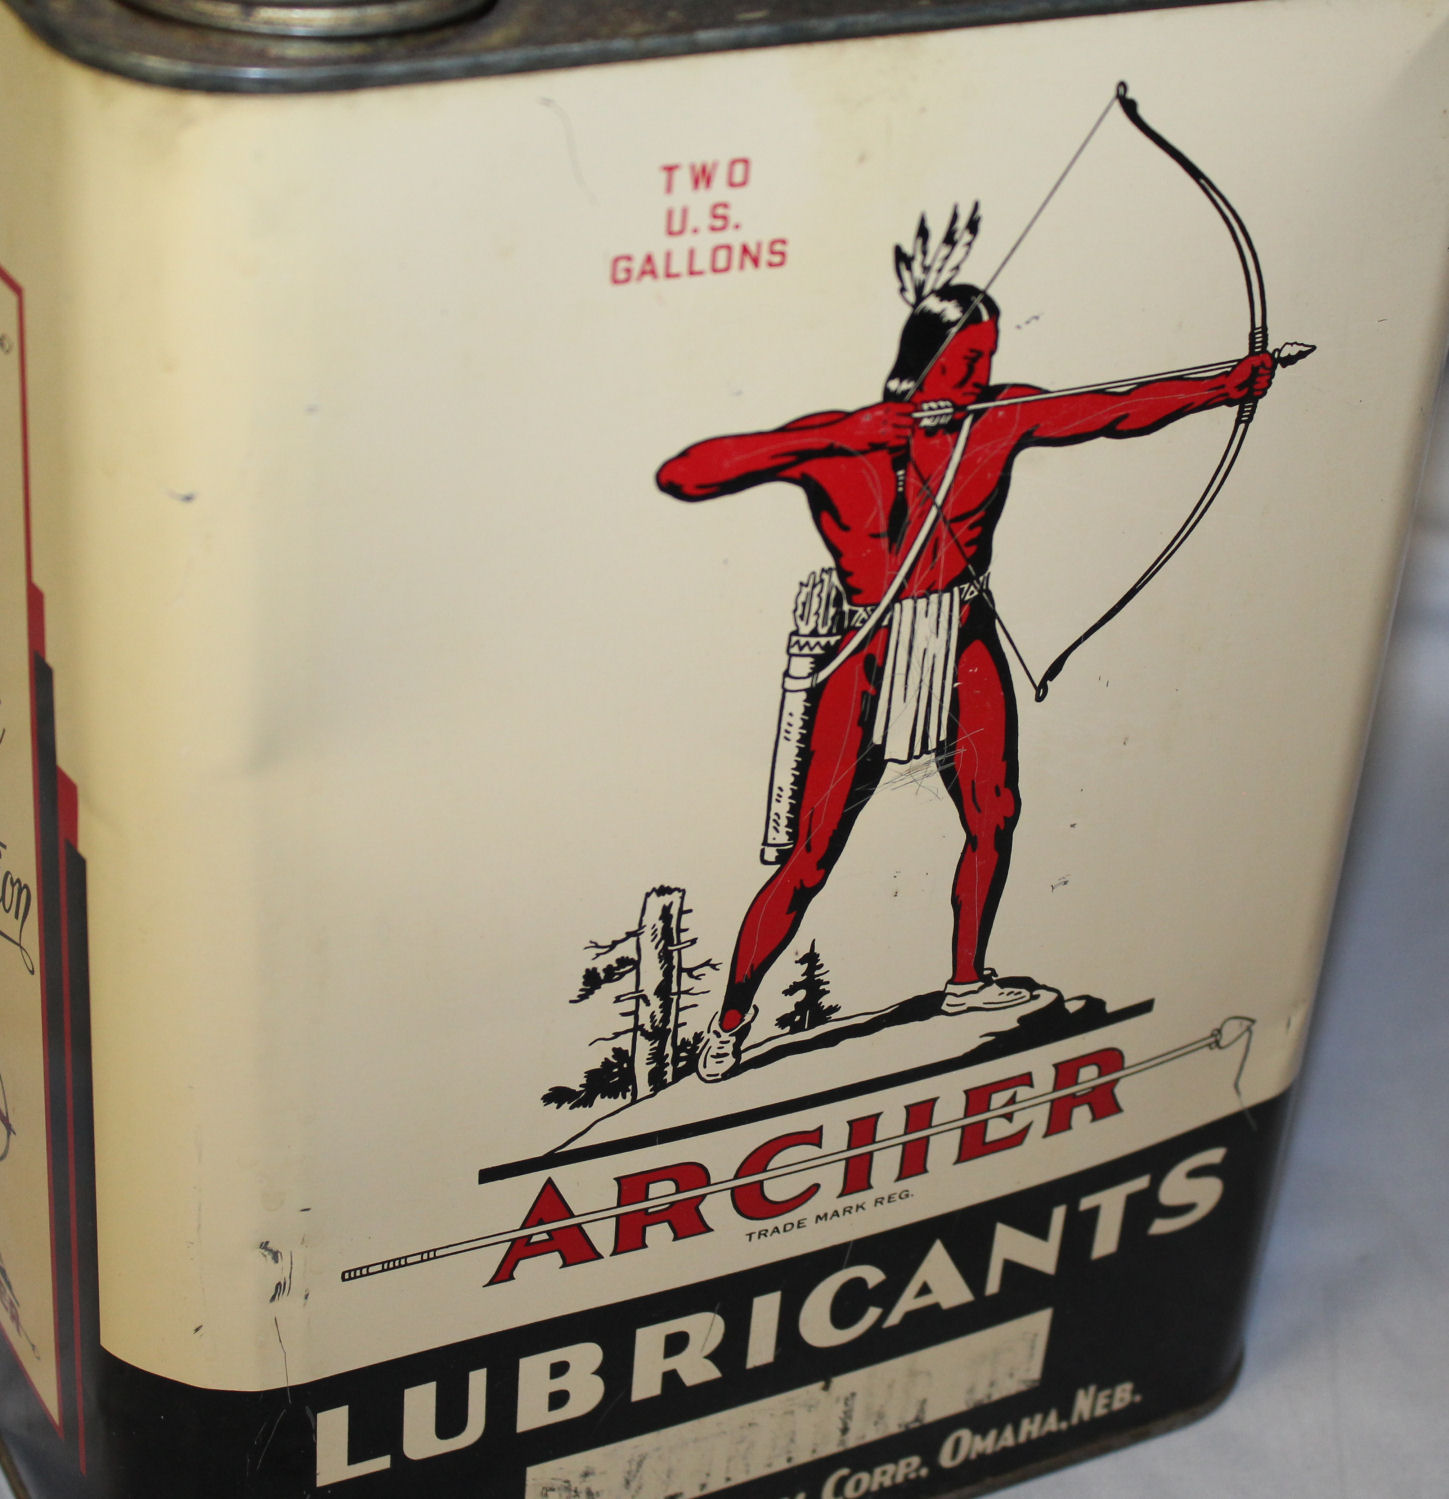 TWO
U.S.
GALLONS
ARCHER
TRADE MARK REG.
LUBRICANTS
CORP., OMAHA, NEB.